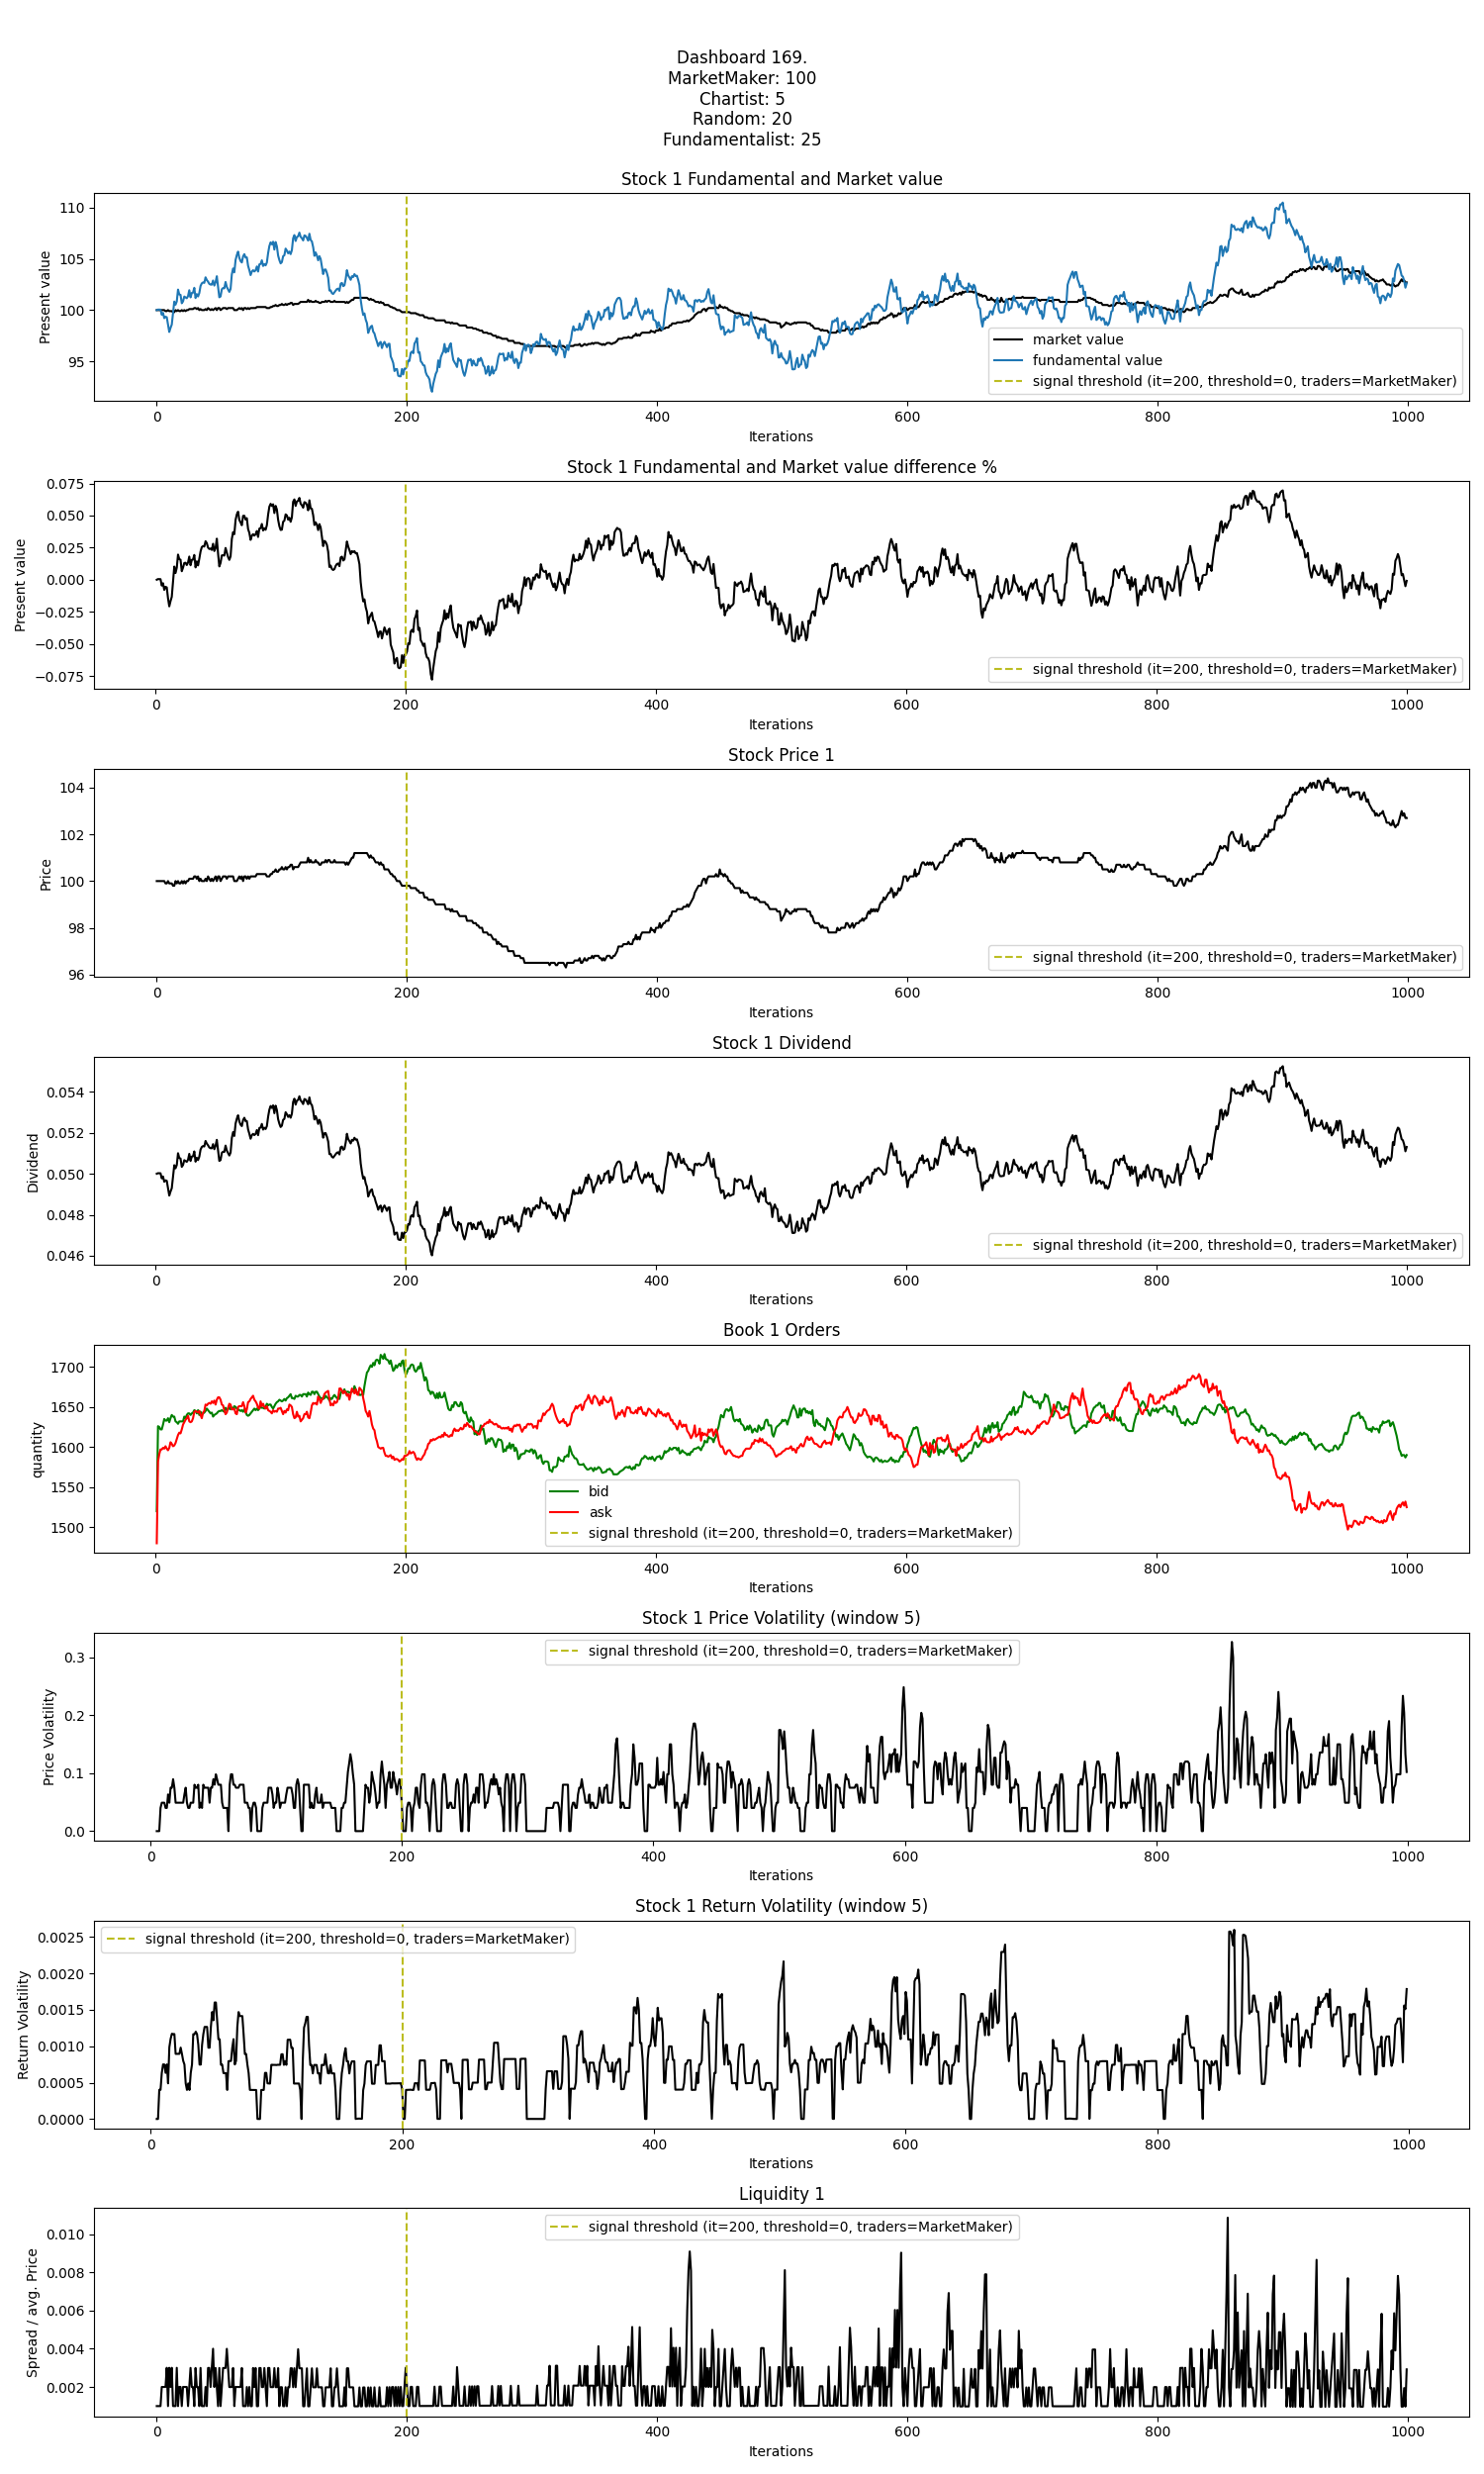 Dashboard 169.
MarketMaker: 100
Chartist: 5
Random: 20
Fundamentalist: 25
Stock 1 Fundamental and Market value
Present value
110
105
100
95
market value
fundamental value
signal threshold (it=200, threshold=0, traders=MarketMaker)
0 200 400 600 800 1000
Iterations
Stock 1 Fundamental and Market value difference %
Present value
0.075
0.050
0.025
0.000
−0.025
−0.050
−0.075
signal threshold (it=200, threshold=0, traders=MarketMaker)
0 200 400 600 800 1000
Iterations
Stock Price 1
Price
104
102
100
98
96
signal threshold (it=200, threshold=0, traders=MarketMaker)
0 200 400 600 800 1000
Iterations
Stock 1 Dividend
Dividend
0.054
0.052
0.050
0.048
0.046
signal threshold (it=200, threshold=0, traders=MarketMaker)
0 200 400 600 800 1000
Iterations
Book 1 Orders
quantity
1700
1650
1600
1550
1500
bid
ask
signal threshold (it=200, threshold=0, traders=MarketMaker)
0 200 400 600 800 1000
Iterations
Stock 1 Price Volatility (window 5)
Price Volatility
0.3
0.2
0.1
0.0
signal threshold (it=200, threshold=0, traders=MarketMaker)
0 200 400 600 800 1000
Iterations
Stock 1 Return Volatility (window 5)
Return Volatility
0.0025
0.0020
0.0015
0.0010
0.0005
0.0000
signal threshold (it=200, threshold=0, traders=MarketMaker)
0 200 400 600 800 1000
Iterations
Liquidity 1
Spread / avg. Price
0.010
0.008
0.006
0.004
0.002
signal threshold (it=200, threshold=0, traders=MarketMaker)
0 200 400 600 800 1000
Iterations